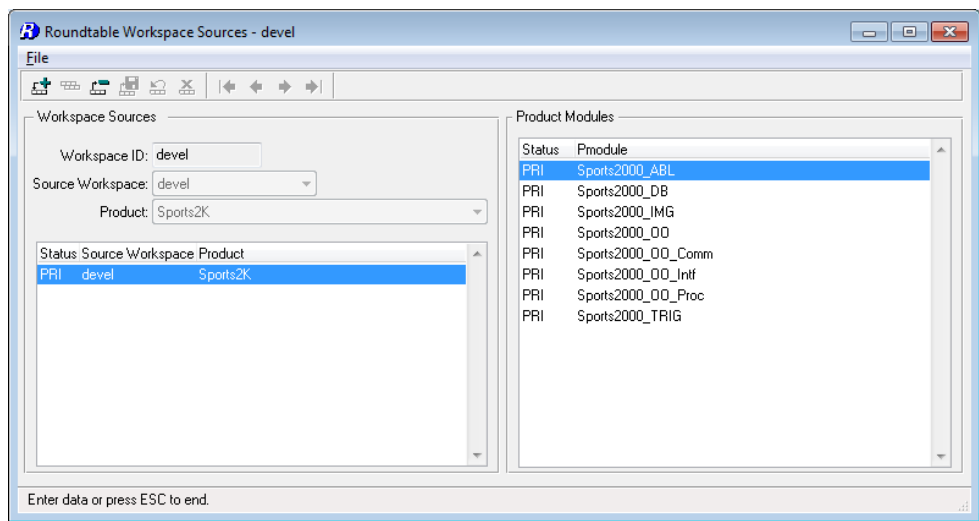 Roundtable Workspace Sources - devel
File
Workspace Sources
Workspace ID: devel
Source Workspace: devel
Product: Sports2K
Status Source Workspace Product
PRI devel Sports2K
Product Modules
Status Pmodule
PRI Sports2000_ABL
PRI Sports2000_DB
PRI Sports2000_IMG
PRI Sports2000_OO
PRI Sports2000_OO_Comm
PRI Sports2000_OO_Intf
PRI Sports2000_OO_Proc
PRI Sports2000_TRIG
Enter data or press ESC to end.